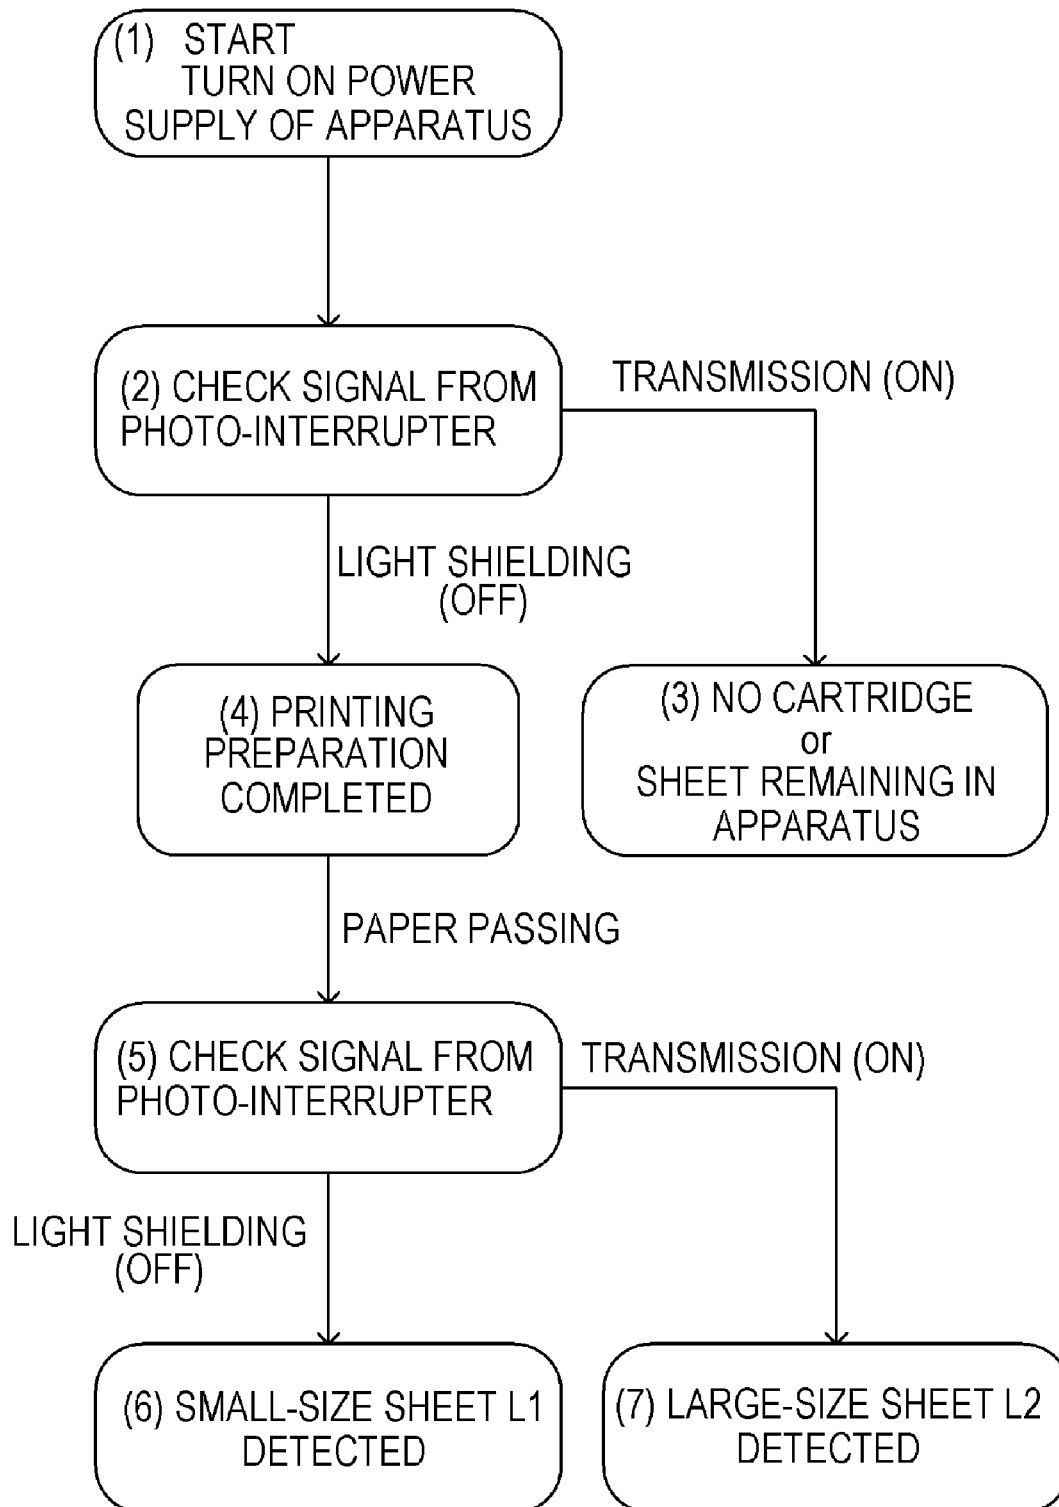 (1) START
TURN ON POWER
SUPPLY OF APPARATUS
(2) CHECK SIGNAL FROM
PHOTO-INTERRUPTER
TRANSMISSION (ON)
LIGHT SHIELDING
(OFF)
(3) NO CARTRIDGE
or
SHEET REMAINING IN
APPARATUS
(4) PRINTING
PREPARATION
COMPLETED
PAPER PASSING
(5) CHECK SIGNAL FROM
PHOTO-INTERRUPTER
TRANSMISSION (ON)
LIGHT SHIELDING
(OFF)
(6) SMALL-SIZE SHEET L1
DETECTED
(7) LARGE-SIZE SHEET L2
DETECTED